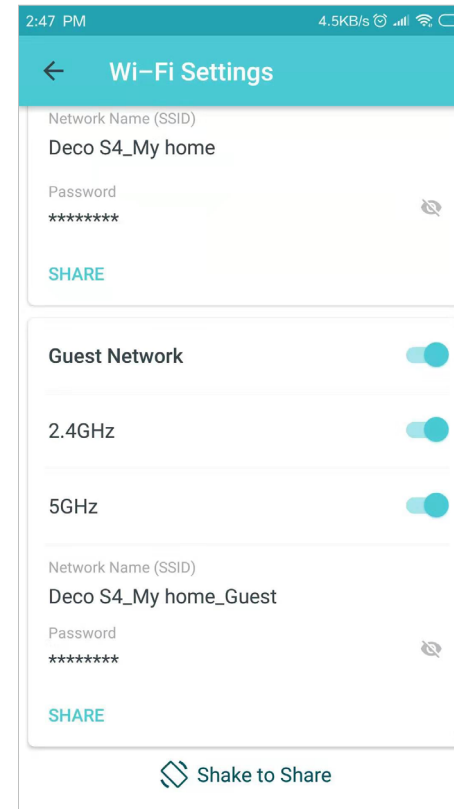 2:47 PM 4.5KB/s
Wi-Fi Settings
Network Name (SSID)
Deco S4_My home
Password
********
SHARE
Guest Network
2.4GHz
5GHz
Network Name (SSID)
Deco S4_My home_Guest
Password
********
SHARE
Shake to Share